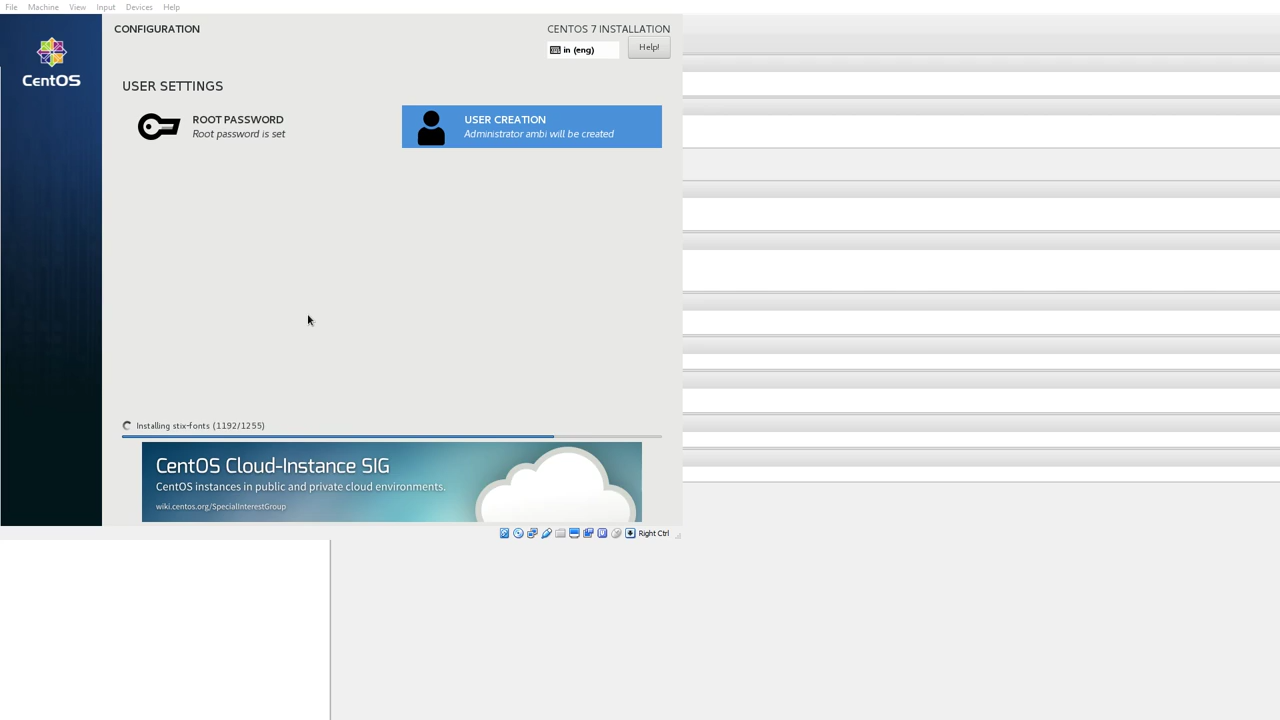 File Machine View Input Devices Help
CONFIGURATION
CENTOS 7 INSTALLATION
in (eng)
Help!
CentOS
USER SETTINGS
ROOT PASSWORD
Root password is set
USER CREATION
Administrator ambi will be created
Installing stix-fonts (1192/1255)
CentOS Cloud-Instance SIG
CentOS instances in public and private cloud environments.
wiki.centos.org/SpecialInterestGroup
Right Ctrl